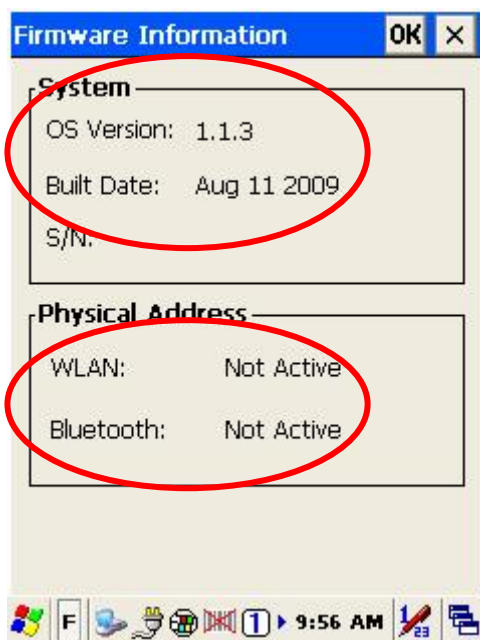 Firmware Information OK ×
System
OS Version: 1.1.3
Built Date: Aug 11 2009
S/N:
Physical Address
WLAN: Not Active
Bluetooth: Not Active
F 1 9:56 AM 23